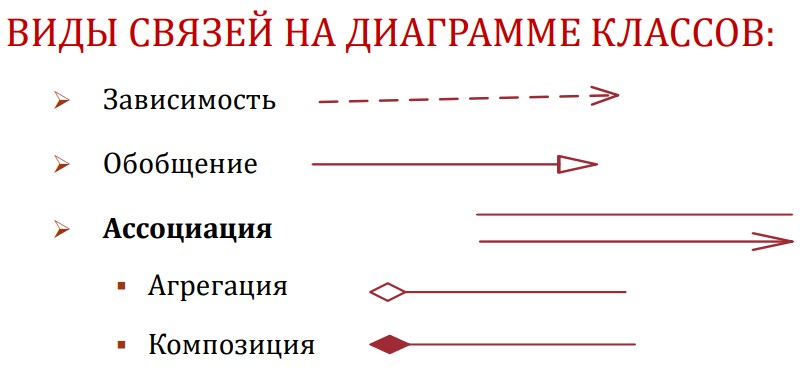 ВИДЫ СВЯЗЕЙ НА ДИАГРАММЕ КЛАССОВ:
Зависимость
Обобщение
Ассоциация
Агрегация
Композиция